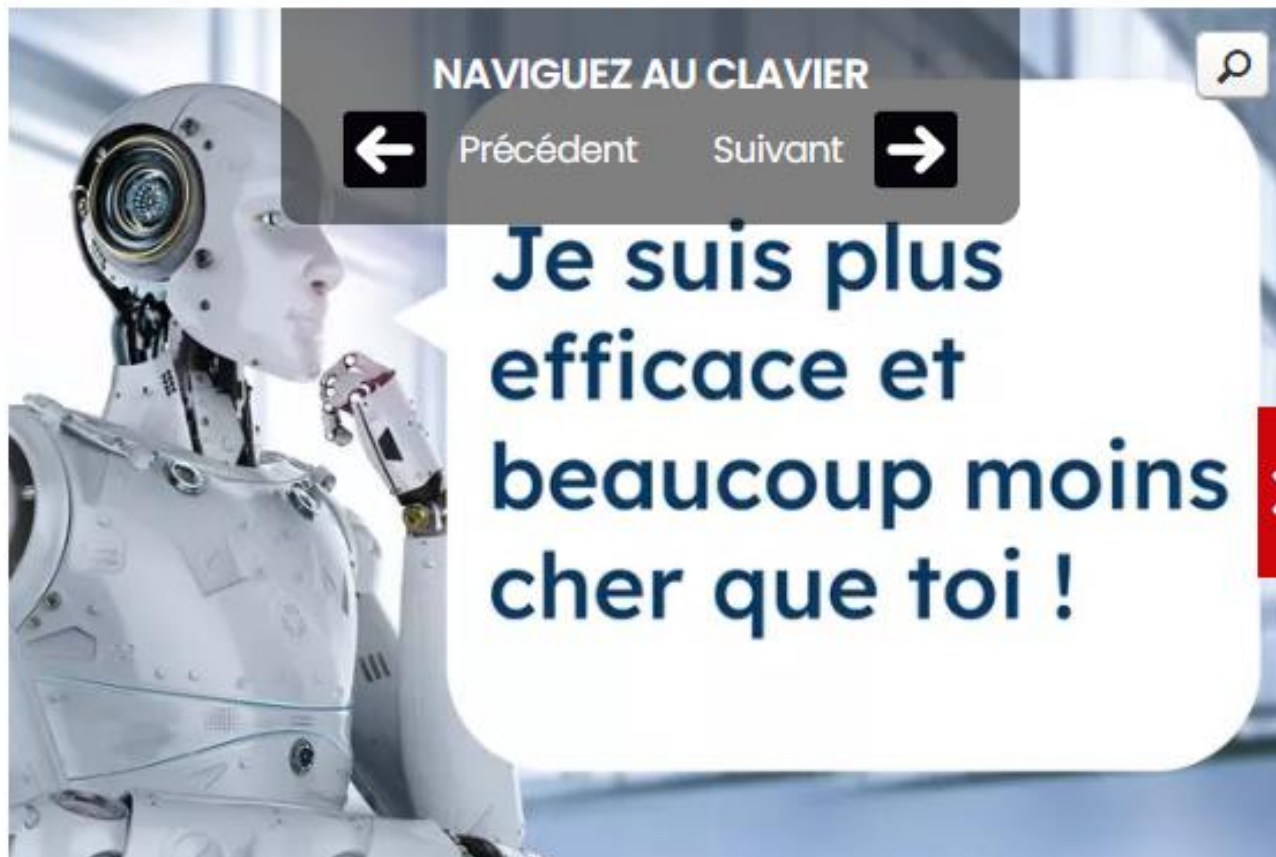 NAVIGUEZ AU CLAVIER
Précédent Suivant
Je suis plus
efficace et
beaucoup moins
cher que toi !